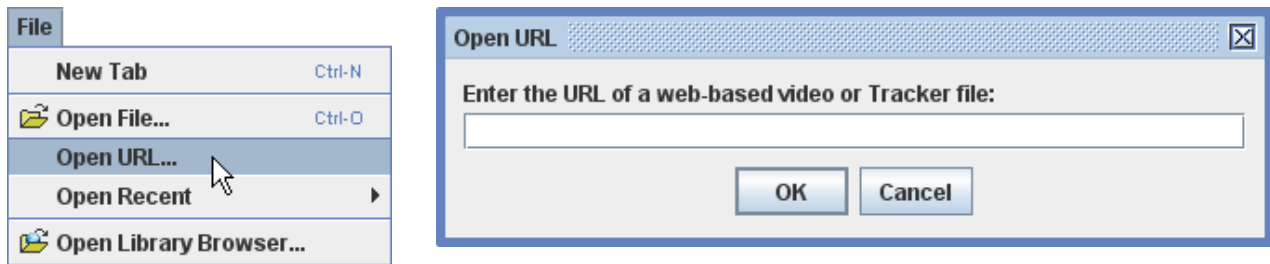 File
New Tab Ctrl-N
Open File... Ctrl-O
Open URL...
Open Recent
Open Library Browser...
Open URL
Enter the URL of a web-based video or Tracker file:
OK Cancel